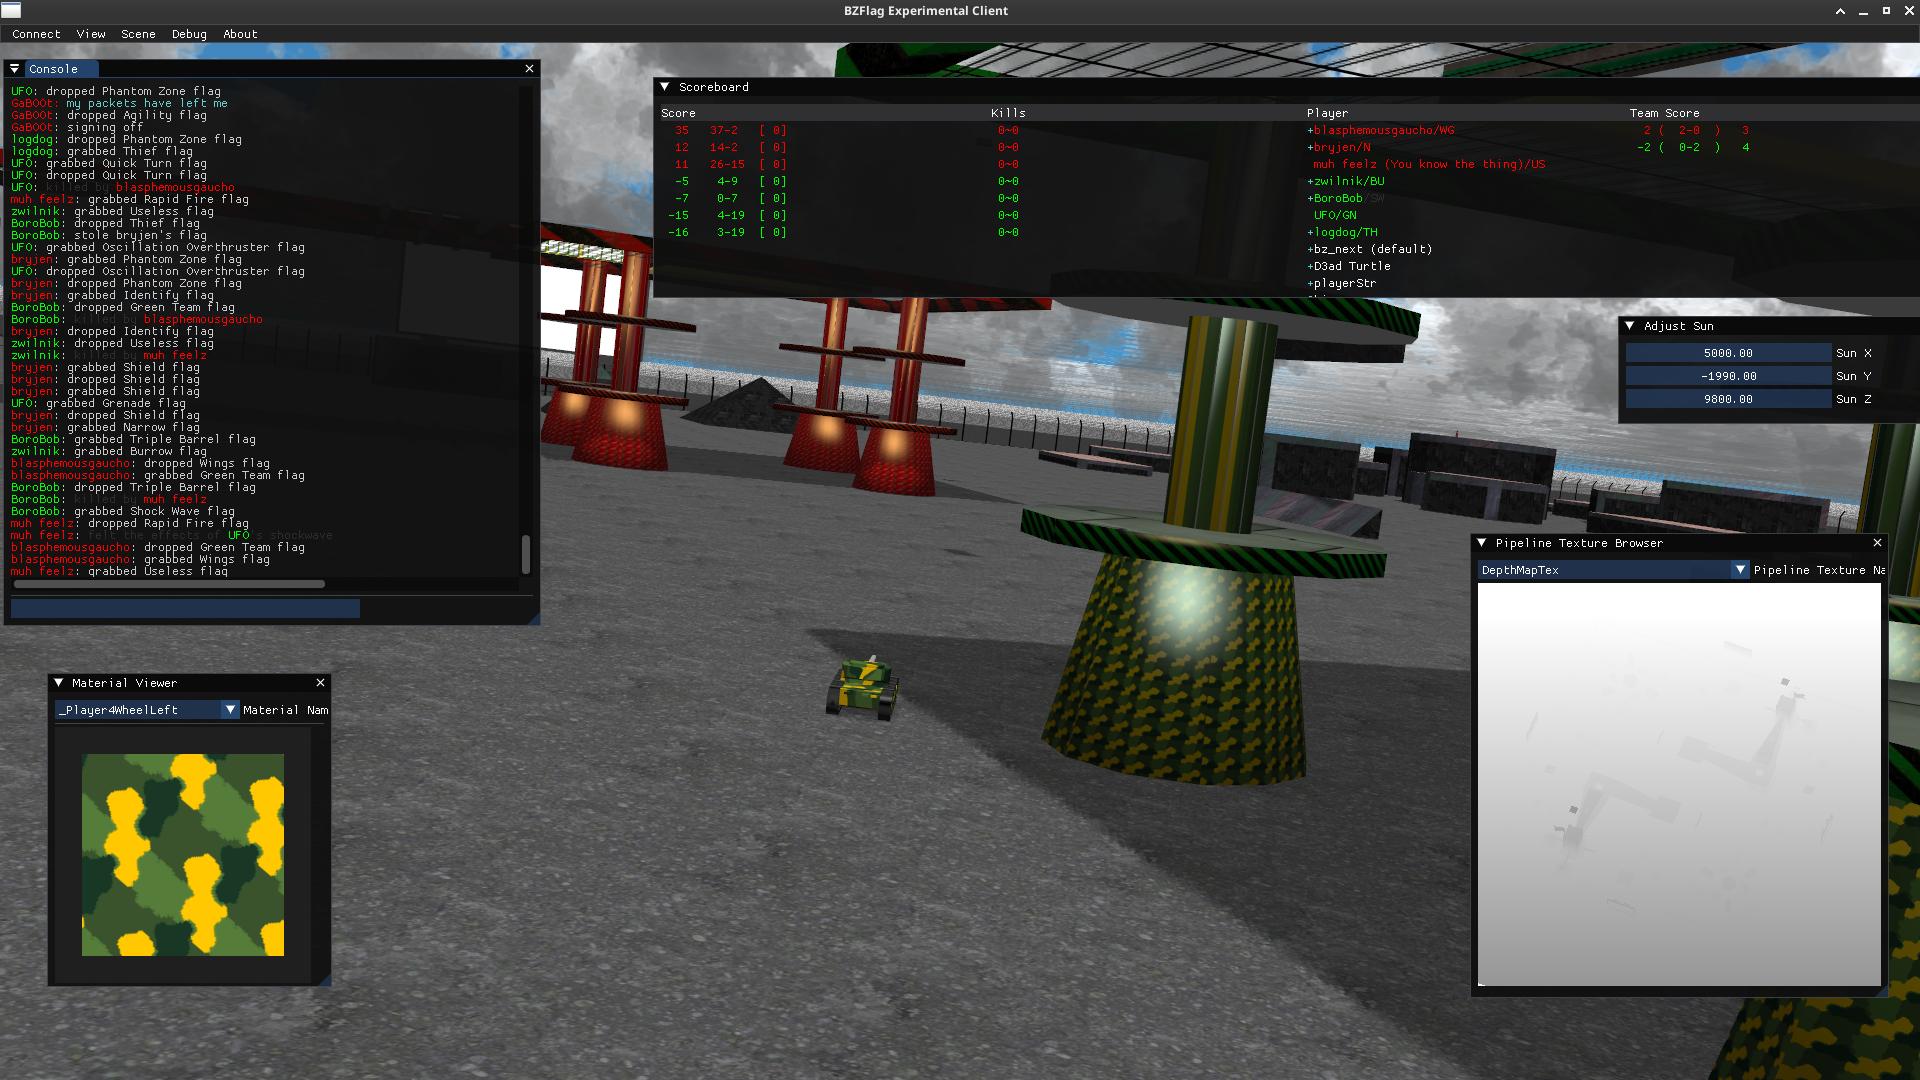 BZFlag Experimental Client
Connect View Scene Debug About
Console
UFO: dropped Phantom Zone flag
GaB00t: my packets have left me
GaB00t: dropped Agility flag
GaB00t: signing off
logdog: dropped Phantom Zone flag
logdog: grabbed Thief flag
UFO: grabbed Quick Turn flag
UFO: dropped Quick Turn flag
UFO: killed by blasphemousgaucho
muh feelz: grabbed Rapid Fire flag
zwilnik: grabbed Useless flag
BoroBob: dropped Thief flag
BoroBob: stole bryjen's flag
UFO: grabbed Oscillation Overthruster flag
bryjen: grabbed Phantom Zone flag
UFO: dropped Oscillation Overthruster flag
bryjen: dropped Phantom Zone flag
bryjen: grabbed Identify flag
BoroBob: dropped Green Team flag
BoroBob: killed by blasphemousgaucho
bryjen: dropped Identify flag
zwilnik: dropped Useless flag
zwilnik: killed by muh feelz
bryjen: grabbed Shield flag
bryjen: dropped Shield flag
bryjen: grabbed Shield flag
UFO: grabbed Grenade flag
bryjen: dropped Shield flag
bryjen: grabbed Narrow flag
BoroBob: grabbed Triple Barrel flag
zwilnik: grabbed Burrow flag
blasphemousgaucho: dropped Wings flag
blasphemousgaucho: grabbed Green Team flag
BoroBob: dropped Triple Barrel flag
BoroBob: killed by muh feelz
BoroBob: grabbed Shock Wave flag
muh feelz: dropped Rapid Fire flag
muh feelz: felt the effects of UFO's shockwave
blasphemousgaucho: dropped Green Team flag
blasphemousgaucho: grabbed Wings flag
muh feelz: grabbed Useless flag
Scoreboard
Score Kills Player Team Score
35 37-2 [ 0] 0~0 +blasphemousgaucho/WG 2 ( 2-0 ) 3
12 14-2 [ 0] 0~0 +bryjen/N -2 ( 0-2 ) 4
11 26-15 [ 0] 0~0 muh feelz (You know the thing)/US
-5 4-9 [ 0] 0~0 +zwilnik/BU
-7 0-7 [ 0] 0~0 +BoroBob/SW
-15 4-19 [ 0] 0~0 UFO/GN
-16 3-19 [ 0] 0~0 +logdog/TH
+bz_next (default)
+D3ad Turtle
+playerStr
Adjust Sun
5000.00 Sun X
-1990.00 Sun Y
9800.00 Sun Z
Pipeline Texture Browser
DepthMapTex Pipeline Texture Na
Material Viewer
_Player4WheelLeft Material Nam